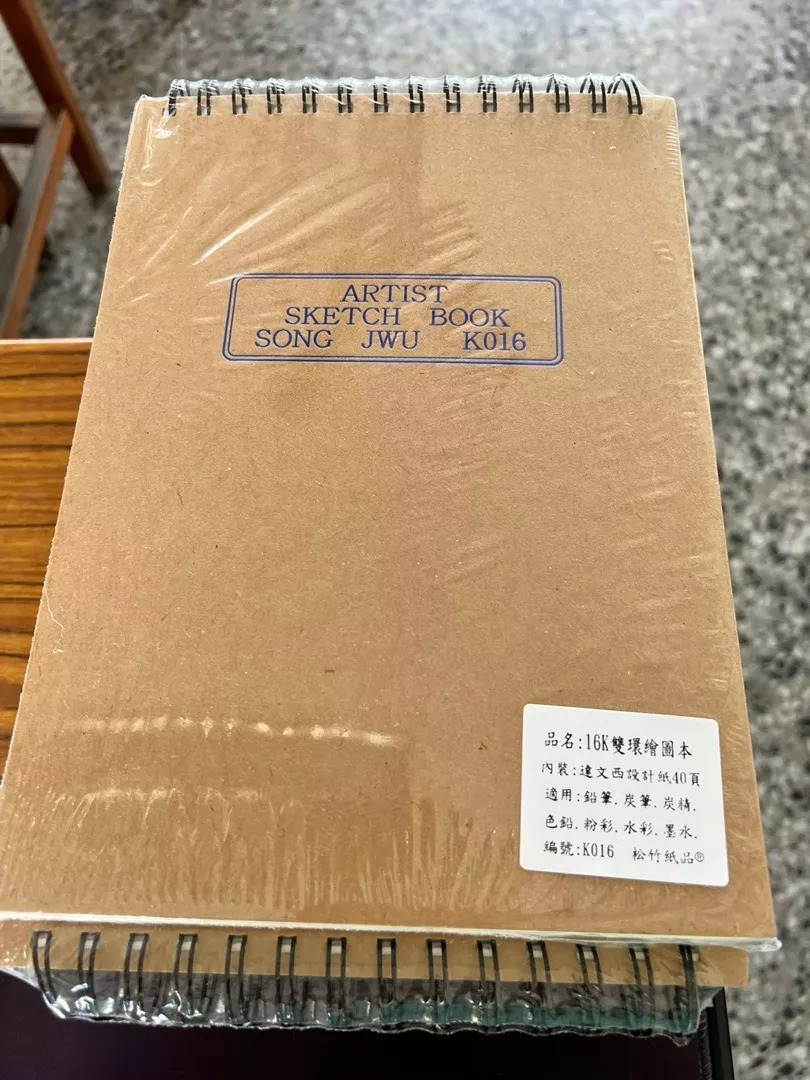 ARTIST
SKETCH BOOK
SONG JWU K016
品名:16K雙環繪圖本
內裝:達文西設計紙40頁
適用:鉛筆.炭筆.炭精.
色鉛.粉彩.水彩.墨水.
編號:K016 松竹紙品®